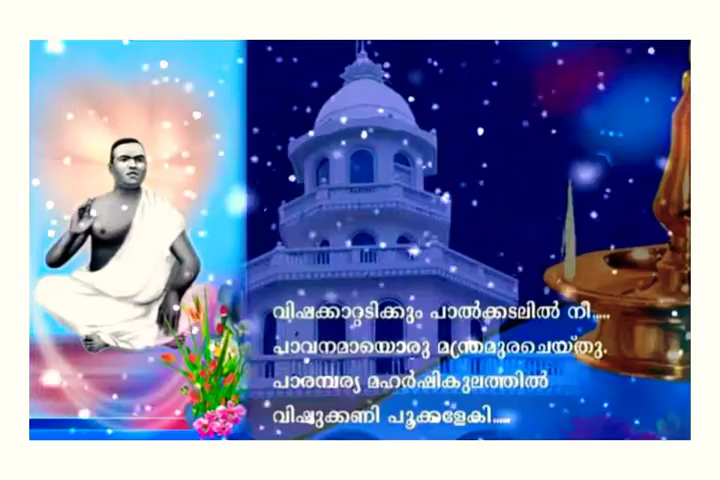 വിഷക്കാറ്റടിക്കും പാൽക്കടലിൽ നീ.....
പാവനമായൊരു മന്ത്രമുരചെയ്തു.
പാരമ്പര്യ മഹർഷികുലത്തിൽ
വിഷുക്കണി പൂക്കളേകി.....